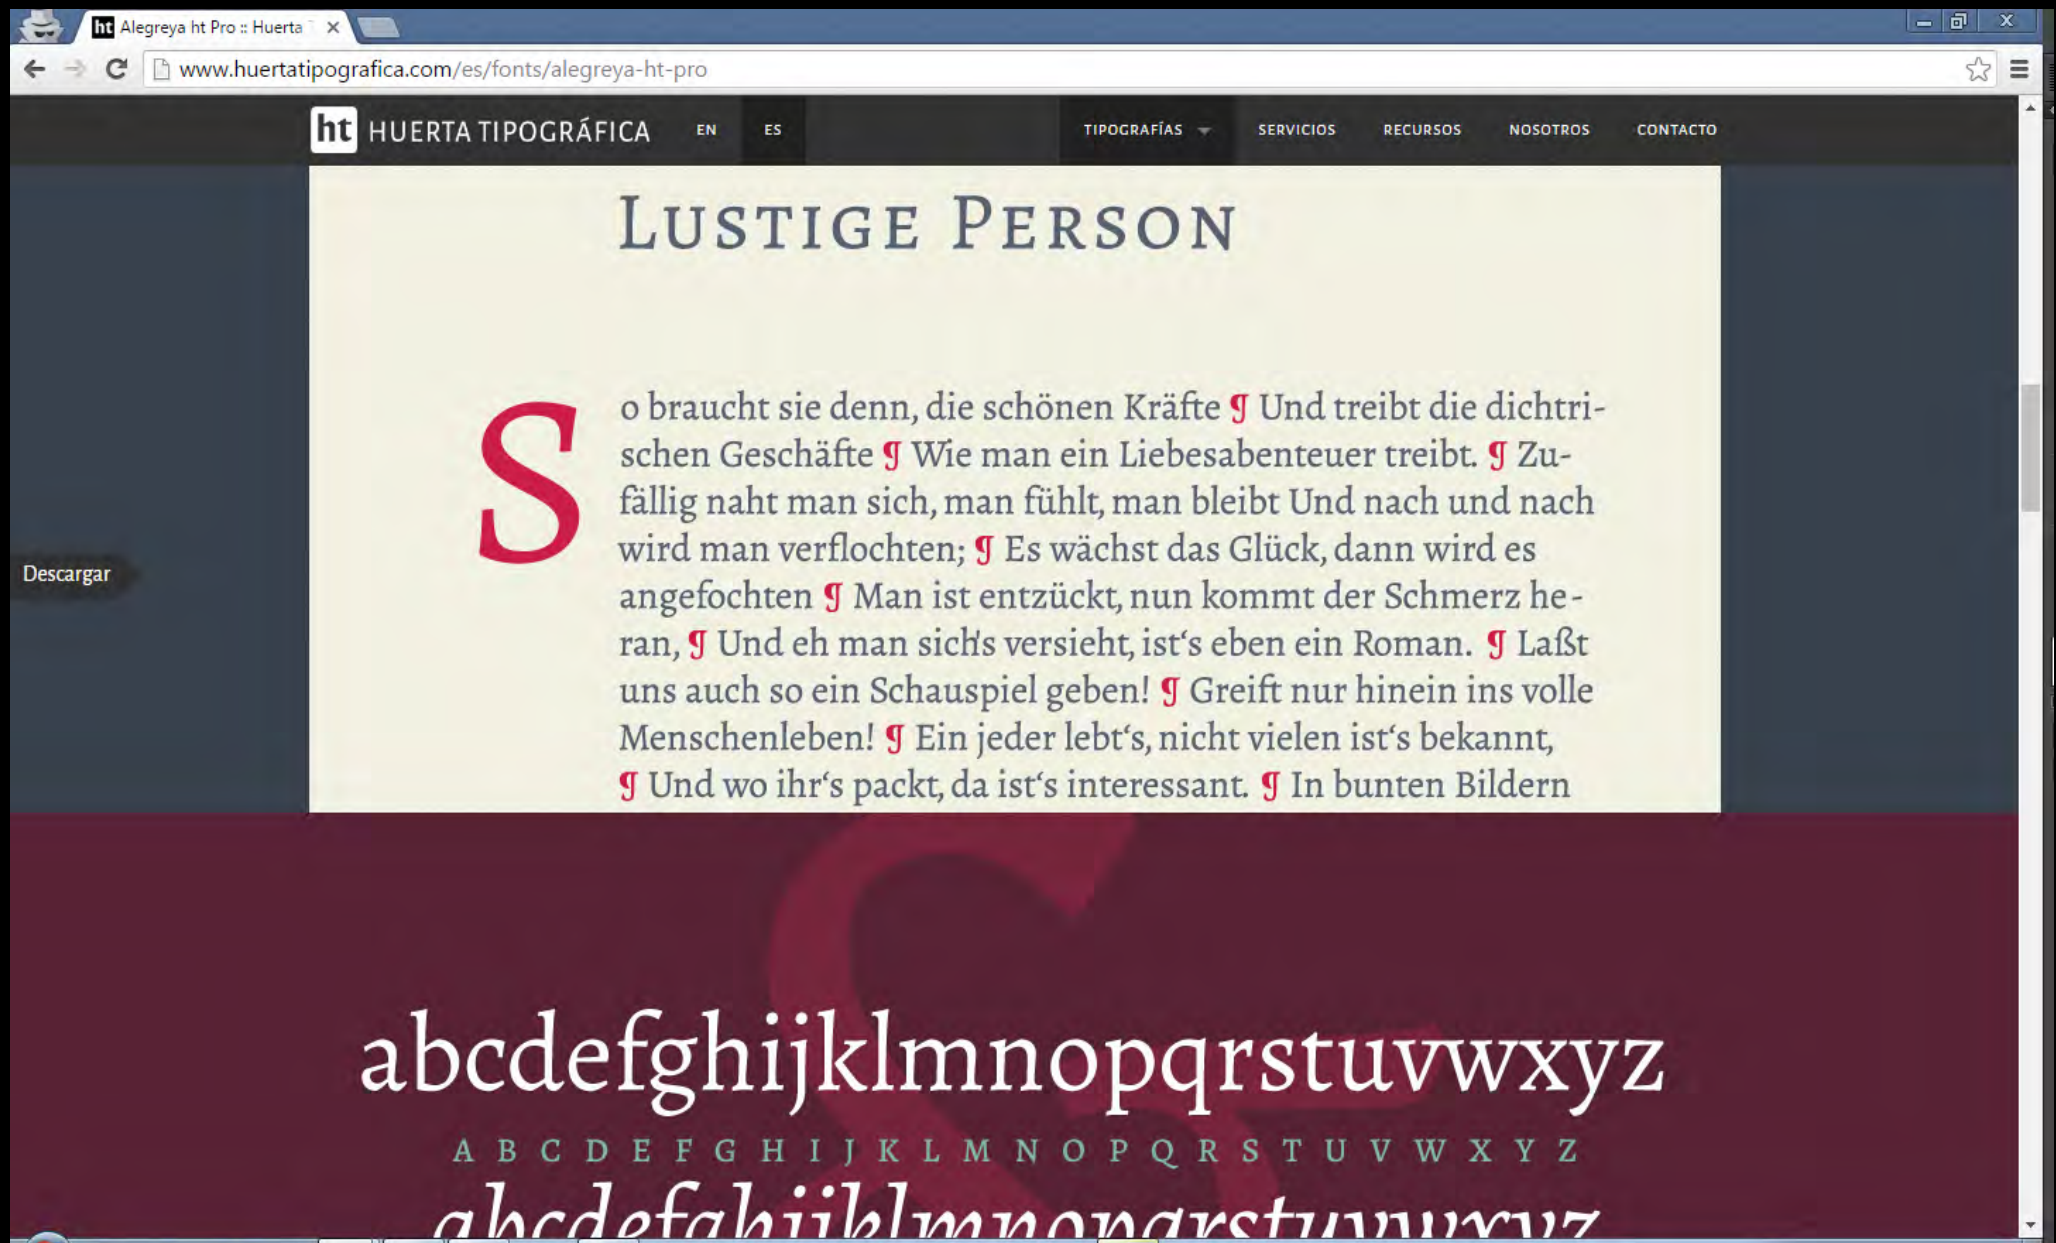 ht Alegreya ht Pro :: Huerta
www.huertatipografica.com/es/fonts/alegreya-ht-pro
ht HUERTA TIPOGRÁFICA EN ES TIPOGRAFÍAS SERVICIOS RECURSOS NOSOTROS CONTACTO
LUSTIGE PERSON
So braucht sie denn, die schönen Kräfte ¶ Und treibt die dichtri-
schen Geschäfte ¶ Wie man ein Liebesabenteuer treibt. ¶ Zu-
fällig naht man sich, man fühlt, man bleibt Und nach und nach
wird man verflochten; ¶ Es wächst das Glück, dann wird es
angefochten ¶ Man ist entzückt, nun kommt der Schmerz he-
ran, ¶ Und eh man sich's versieht, ist‘s eben ein Roman. ¶ Laßt
uns auch so ein Schauspiel geben! ¶ Greift nur hinein ins volle
Menschenleben! ¶ Ein jeder lebt‘s, nicht vielen ist‘s bekannt,
¶ Und wo ihr‘s packt, da ist‘s interessant. ¶ In bunten Bildern
Descargar
abcdefghijklmnopqrstuvwxyz
A B C D E F G H I J K L M N O P Q R S T U V W X Y Z
abcdefghijklmnopqrstuvwxyz